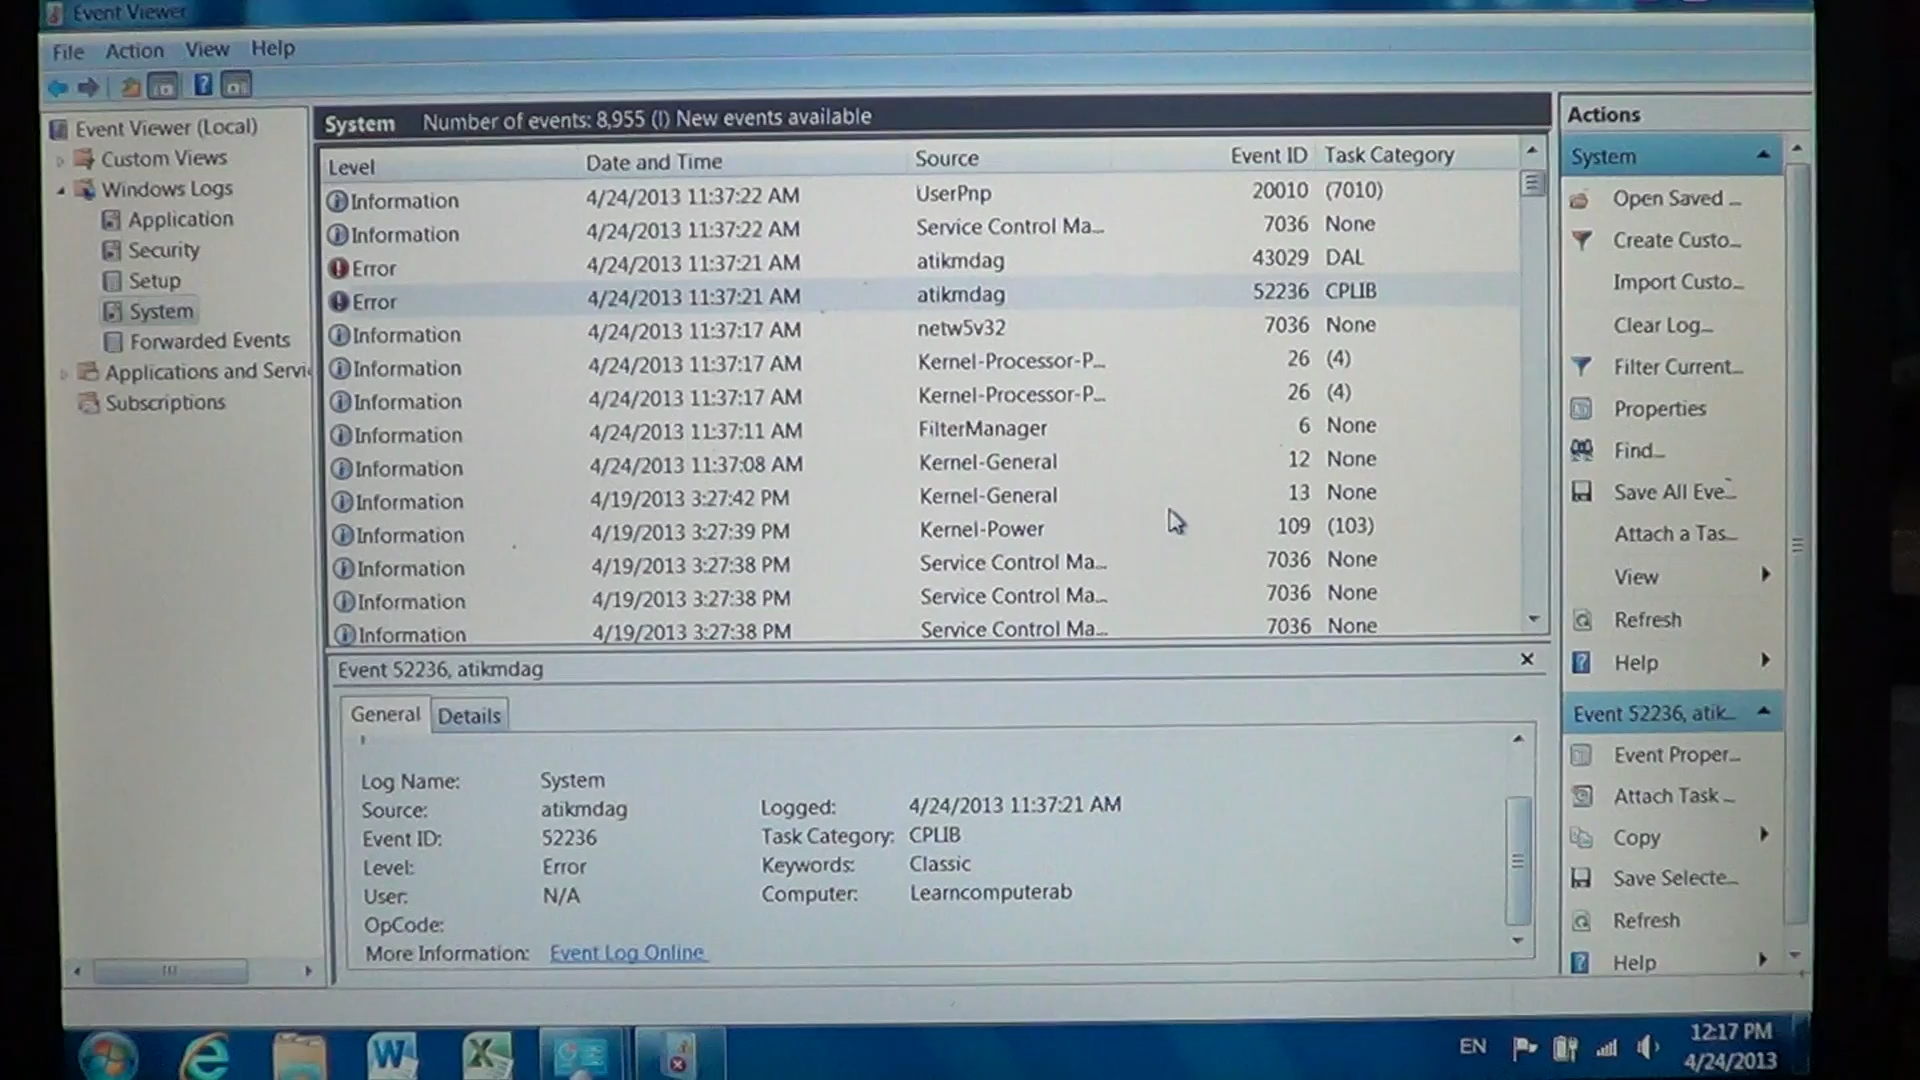 Event Viewer
File Action View Help
Event Viewer (Local)
Custom Views
Windows Logs
Application
Security
Setup
System
Forwarded Events
Applications and Servi
Subscriptions
System Number of events: 8,955 (!) New events available
Level Date and Time Source Event ID Task Category
Information 4/24/2013 11:37:22 AM UserPnp 20010 (7010)
Information 4/24/2013 11:37:22 AM Service Control Ma... 7036 None
Error 4/24/2013 11:37:21 AM atikmdag 43029 DAL
Error 4/24/2013 11:37:21 AM atikmdag 52236 CPLIB
Information 4/24/2013 11:37:17 AM netw5v32 7036 None
Information 4/24/2013 11:37:17 AM Kernel-Processor-P... 26 (4)
Information 4/24/2013 11:37:17 AM Kernel-Processor-P... 26 (4)
Information 4/24/2013 11:37:11 AM FilterManager 6 None
Information 4/24/2013 11:37:08 AM Kernel-General 12 None
Information 4/19/2013 3:27:42 PM Kernel-General 13 None
Information 4/19/2013 3:27:39 PM Kernel-Power 109 (103)
Information 4/19/2013 3:27:38 PM Service Control Ma... 7036 None
Information 4/19/2013 3:27:38 PM Service Control Ma... 7036 None
Information 4/19/2013 3:27:38 PM Service Control Ma... 7036 None
Event 52236, atikmdag
General Details
Log Name: System
Source: atikmdag Logged: 4/24/2013 11:37:21 AM
Event ID: 52236 Task Category: CPLIB
Level: Error Keywords: Classic
User: N/A Computer: Learncomputerab
OpCode:
More Information: Event Log Online
Actions
System
Open Saved ...
Create Custo...
Import Custo...
Clear Log...
Filter Current...
Properties
Find...
Save All Eve...
Attach a Tas...
View
Refresh
Help
Event 52236, atik...
Event Proper...
Attach Task ...
Copy
Save Selecte...
Refresh
Help
EN
12:17 PM
4/24/2013